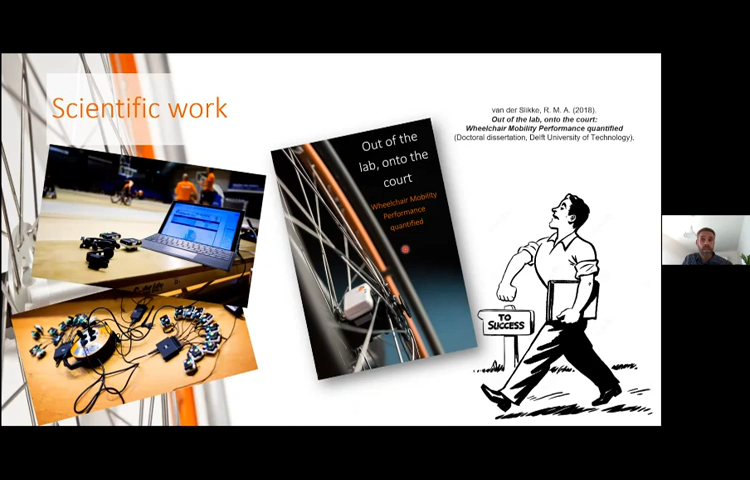 Scientific work
van der Slikke, R. M. A. (2018).
Out of the lab, onto the court:
Wheelchair Mobility Performance quantified
(Doctoral dissertation, Delft University of Technology).
Out of the
lab, onto the
court
Wheelchair Mobility
Performance
quantified
TO
SUCCESS